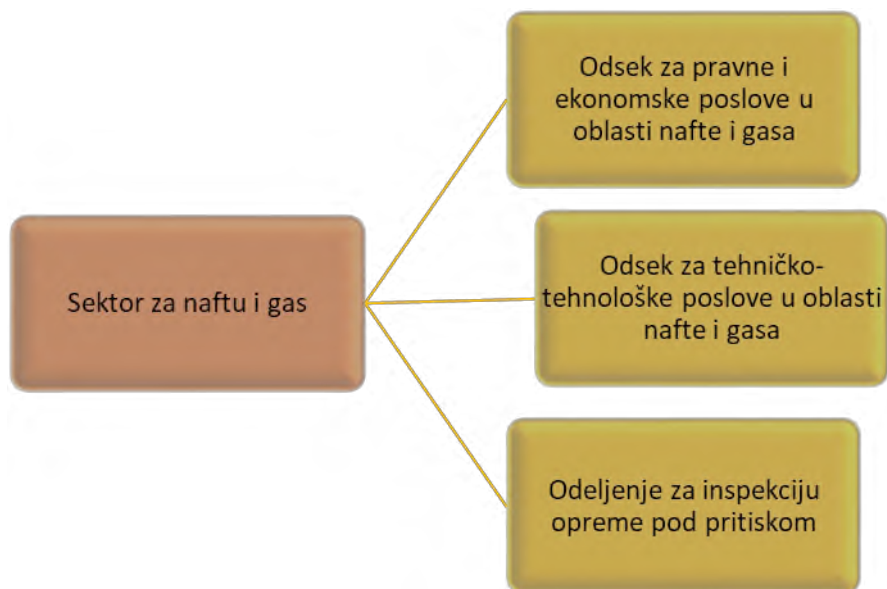 Odsek za pravne i
ekonomske poslove u
oblasti nafte i gasa
Sektor za naftu i gas
Odsek za tehničko-
tehnološke poslove u oblasti
nafte i gasa
Odeljenje za inspekciju
opreme pod pritiskom